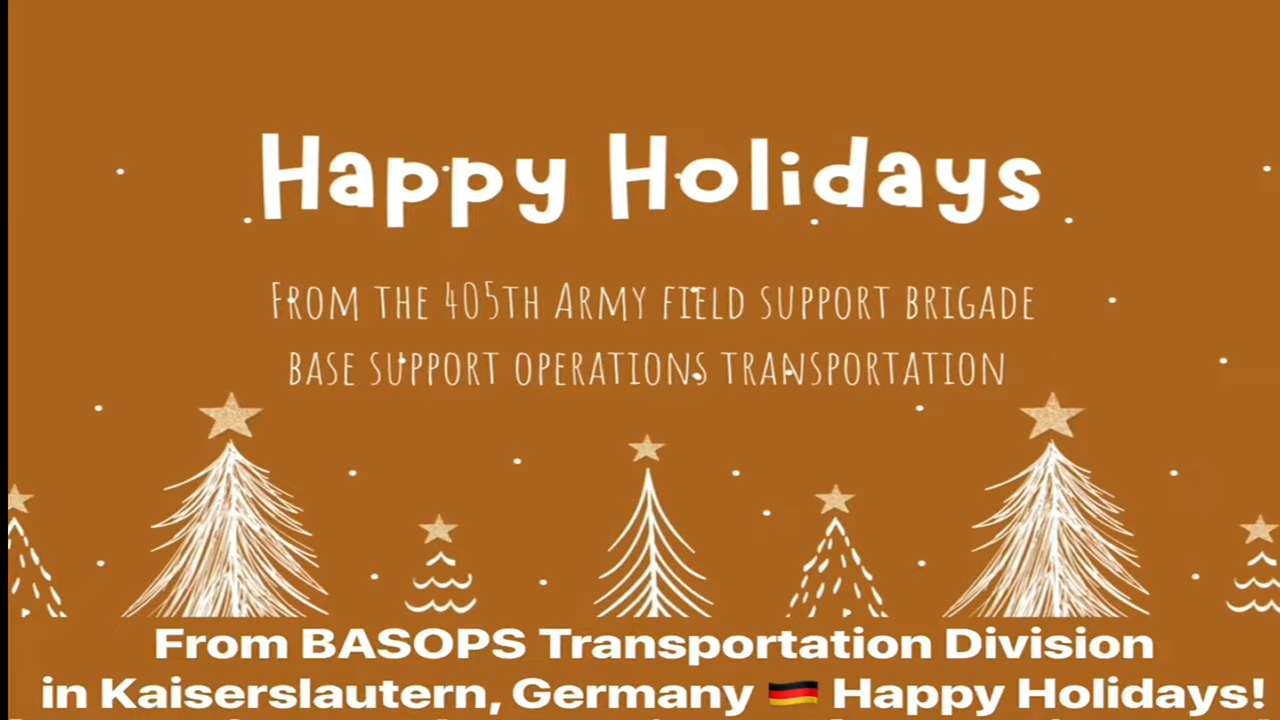 Happy Holidays
From the 405th Army field support brigade
base support operations transportation
From BASOPS Transportation Division
in Kaiserslautern, Germany 🇩🇪 Happy Holidays!